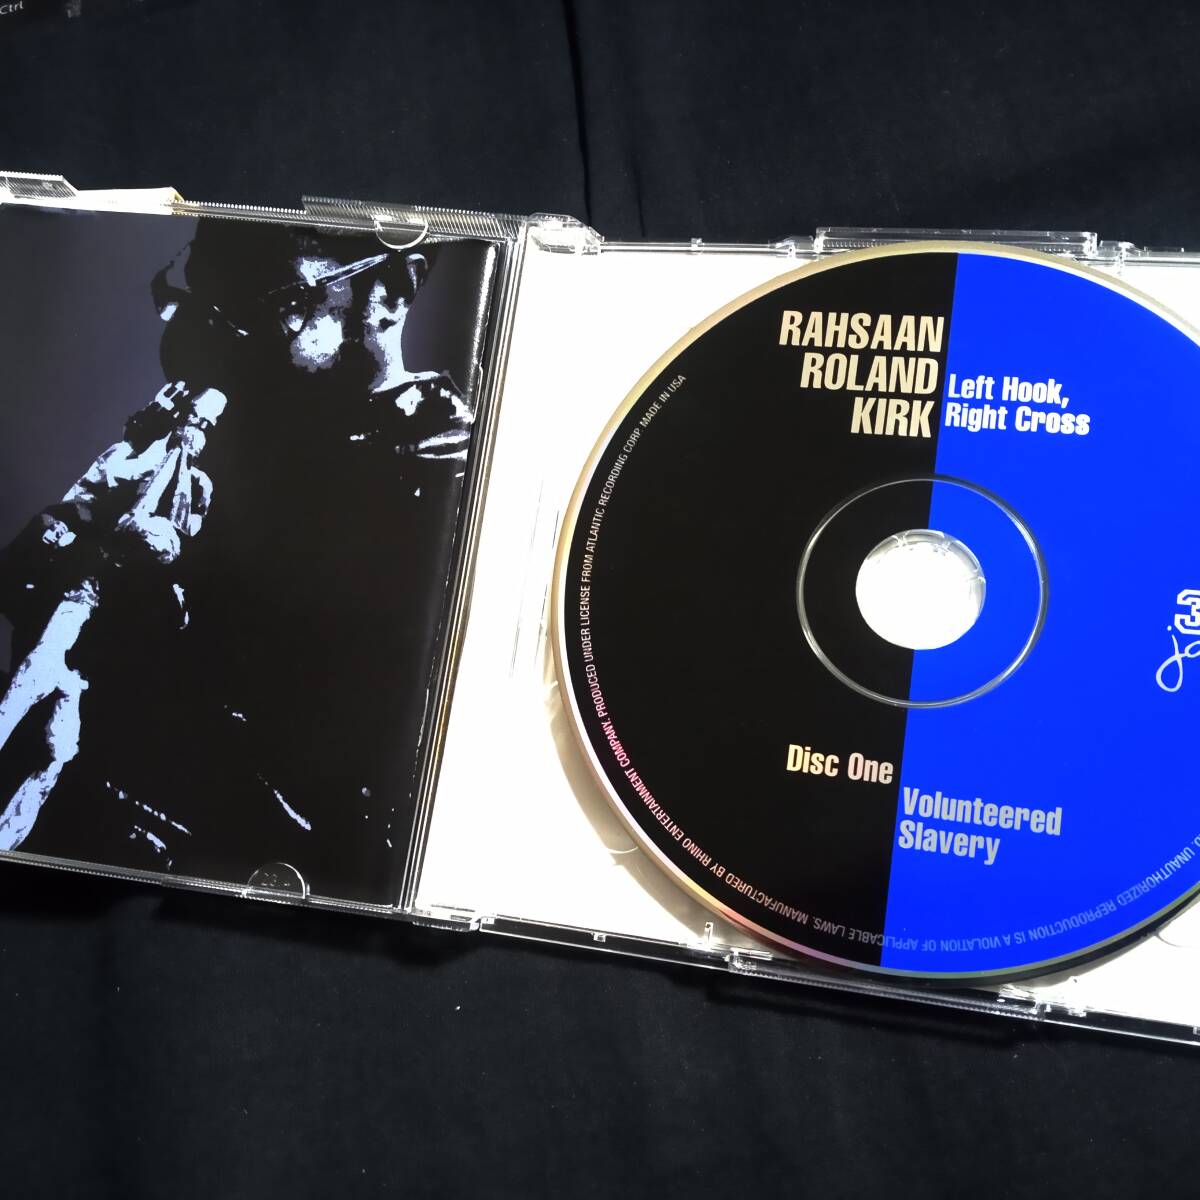 Ctrl
RAHSAAN
ROLAND
KIRK
Left Hook,
Right Cross
3
Disc One
Volunteered
Slavery
D. UNAUTHORIZED REPRODUCTION IS A VIOLATION OF APPLICABLE LAWS. MANUFACTURED BY RHINO ENTERTAINMENT COMPANY. PRODUCED UNDER LICENSE FROM ATLANTIC RECORDING CORP. MADE IN USA